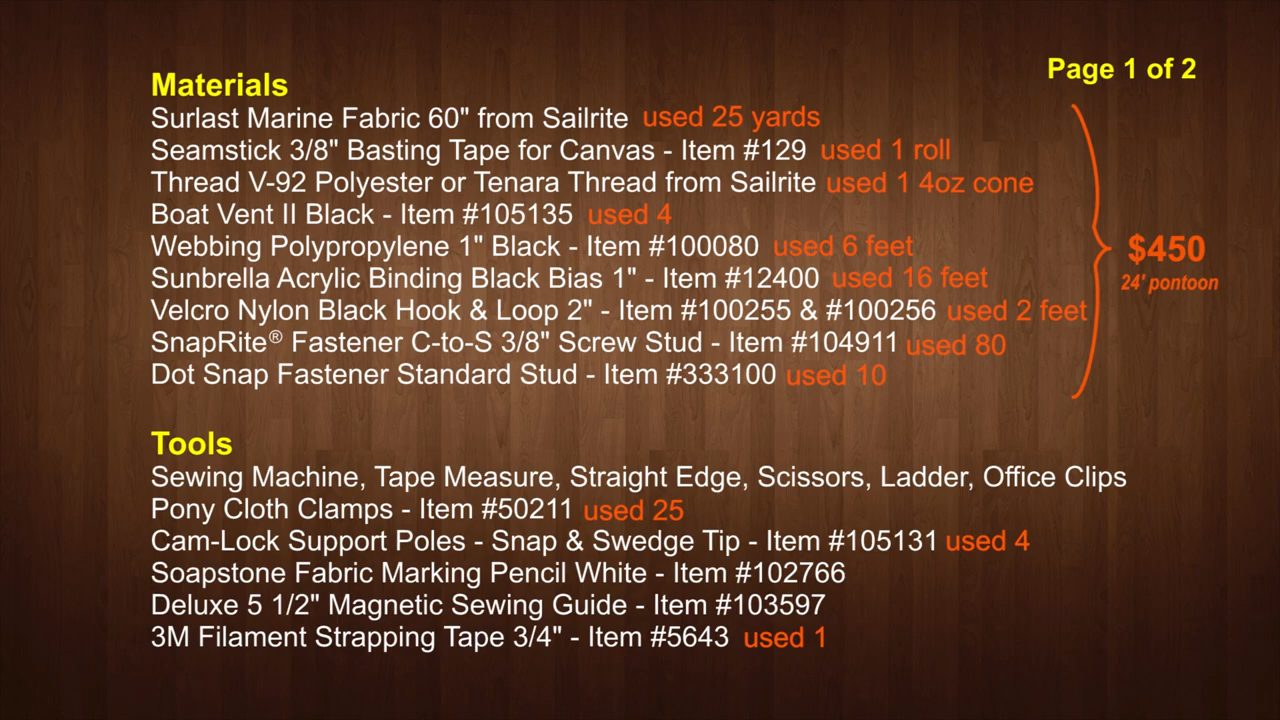 Page 1 of 2
Materials
Surlast Marine Fabric 60" from Sailrite used 25 yards
Seamstick 3/8" Basting Tape for Canvas - Item #129 used 1 roll
Thread V-92 Polyester or Tenara Thread from Sailrite used 1 4oz cone
Boat Vent II Black - Item #105135 used 4
Webbing Polypropylene 1" Black - Item #100080 used 6 feet
Sunbrella Acrylic Binding Black Bias 1" - Item #12400 used 16 feet
Velcro Nylon Black Hook & Loop 2" - Item #100255 & #100256 used 2 feet
SnapRite® Fastener C-to-S 3/8" Screw Stud - Item #104911 used 80
Dot Snap Fastener Standard Stud - Item #333100 used 10
$450
24' pontoon
Tools
Sewing Machine, Tape Measure, Straight Edge, Scissors, Ladder, Office Clips
Pony Cloth Clamps - Item #50211 used 25
Cam-Lock Support Poles - Snap & Swedge Tip - Item #105131 used 4
Soapstone Fabric Marking Pencil White - Item #102766
Deluxe 5 1/2" Magnetic Sewing Guide - Item #103597
3M Filament Strapping Tape 3/4" - Item #5643 used 1